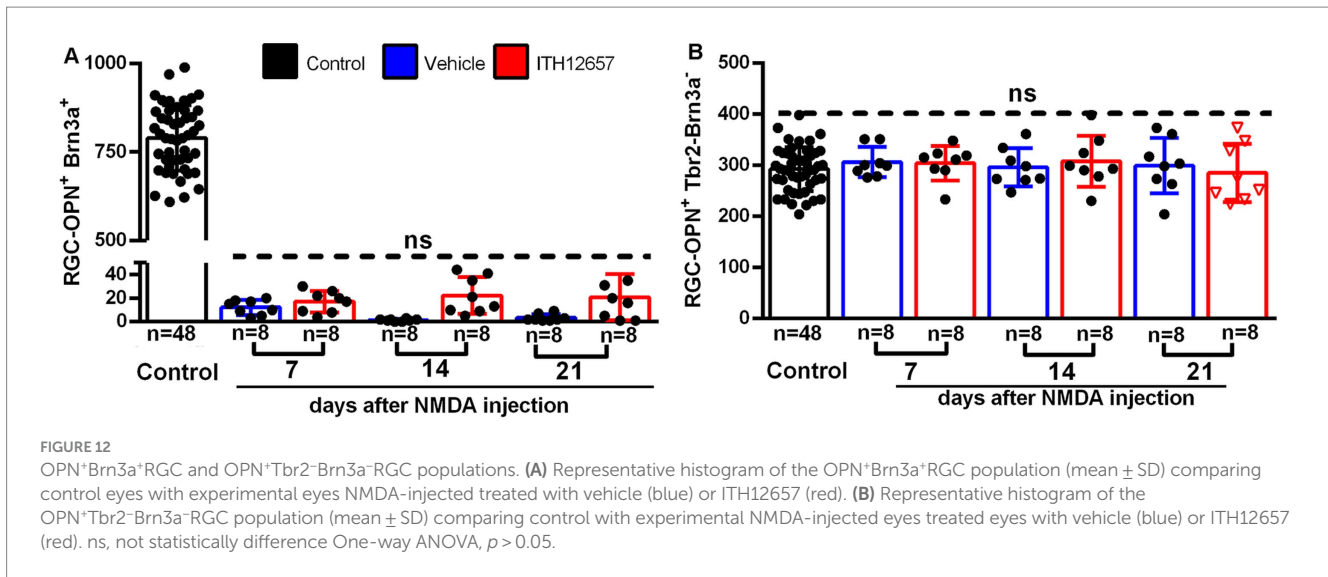 A
Control
Vehicle
ITH12657
RGC-OPN⁺ Brn3a⁺
1000
750
500
40
20
0
ns
n=48
n=8
n=8
n=8
n=8
n=8
n=8
Control
7
14
21
days after NMDA injection
B
RGC-OPN⁺ Tbr2-Brn3a⁻
500
400
300
200
100
0
ns
n=48
n=8
n=8
n=8
n=8
n=8
n=8
Control
7
14
21
days after NMDA injection
FIGURE 12
OPN⁺Brn3a⁺RGC and OPN⁺Tbr2⁻Brn3a⁻RGC populations. (A) Representative histogram of the OPN⁺Brn3a⁺RGC population (mean ± SD) comparing
control eyes with experimental eyes NMDA-injected treated with vehicle (blue) or ITH12657 (red). (B) Representative histogram of the
OPN⁺Tbr2⁻Brn3a⁻RGC population (mean ± SD) comparing control with experimental NMDA-injected eyes treated eyes with vehicle (blue) or ITH12657
(red). ns, not statistically difference One-way ANOVA, p > 0.05.